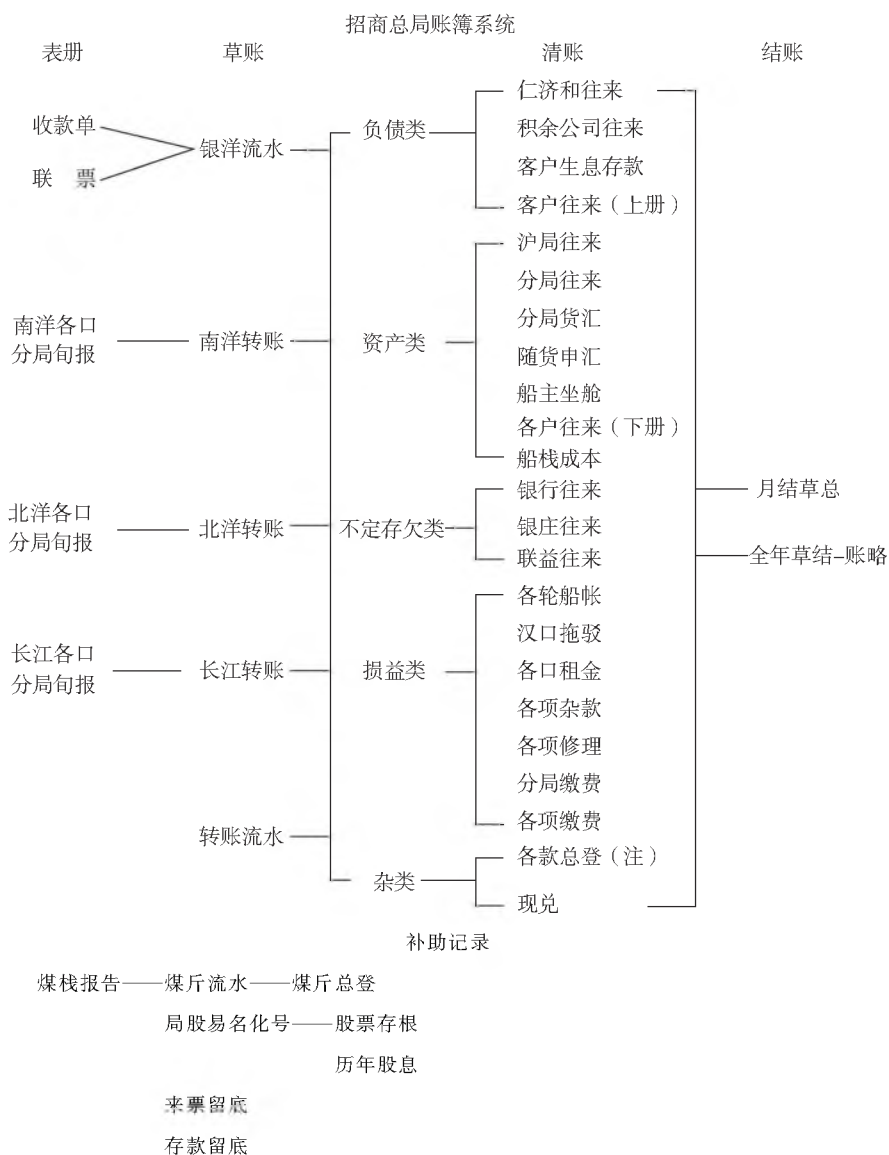 招商总局账簿系统
表册 草账 清账 结账
仁济和往来
收款单 负债类 积余公司往来
银洋流水
联 票 客户生息存款
客户往来（上册）
沪局往来
分局往来
南洋各口 分局货汇
南洋转账 资产类
分局旬报 随货申汇
船主坐舱
各户往来（下册）
船栈成本
银行往来 月结草总
北洋各口
北洋转账 不定存欠类 银庄往来
分局旬报
联益往来 全年草结–账略
各轮船帐
汉口拖驳
长江各口
长江转账 损益类 各口租金
分局旬报
各项杂款
各项修理
分局缴费
转账流水 各项缴费
各款总登（注）
杂类
现兑
补助记录
煤栈报告——煤斤流水——煤斤总登
局股易名化号——股票存根
历年股息
来票留底
存款留底